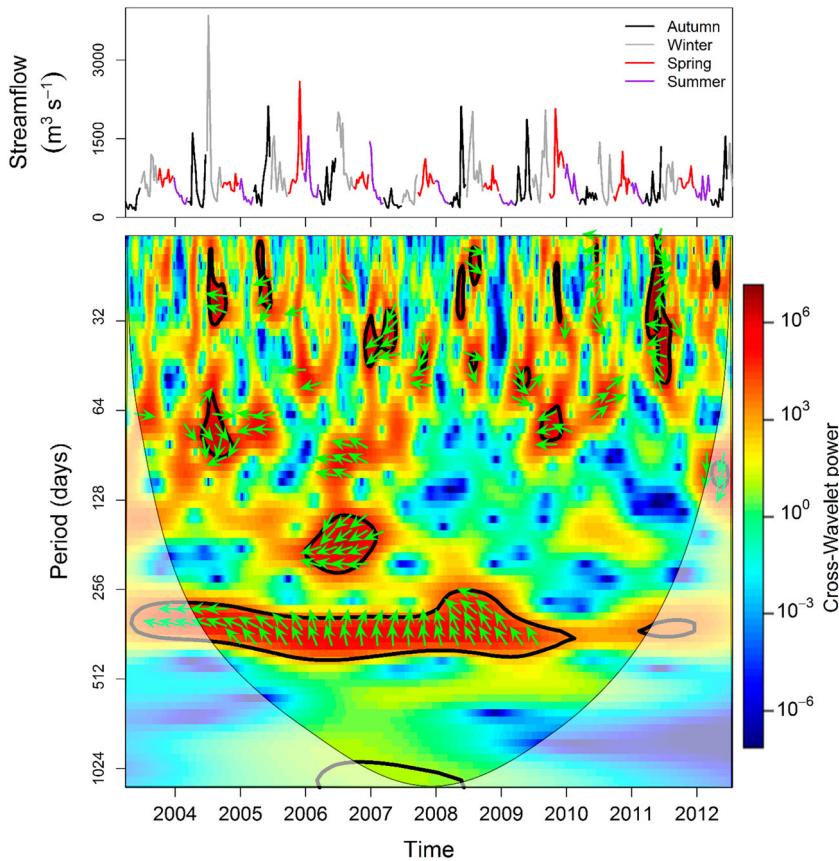 Streamflow
(m³ s⁻¹)
3000
1500
0
Autumn
Winter
Spring
Summer
Period (days)
32
64
128
256
512
1024
2004 2005 2006 2007 2008 2009 2010 2011 2012
Time
10⁶
10³
10⁰
10⁻³
10⁻⁶
Cross-Wavelet power